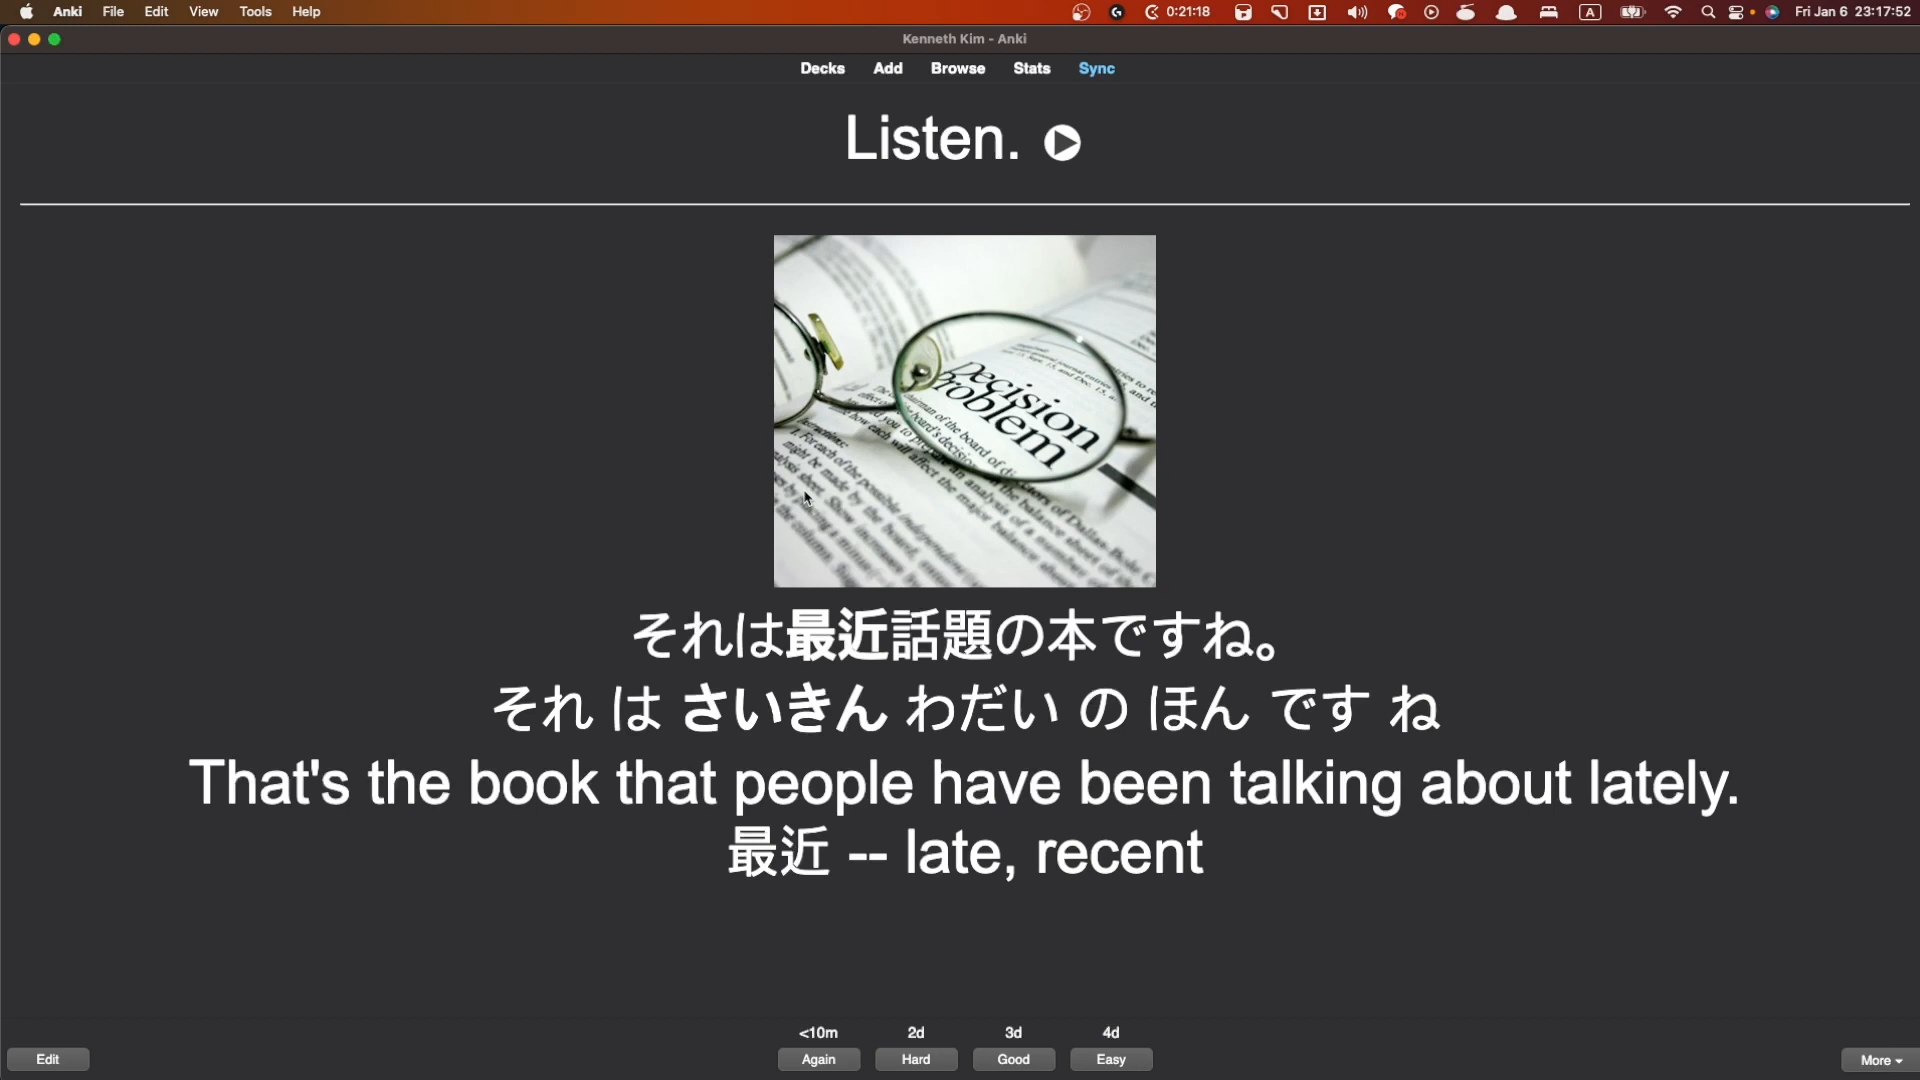 Anki File Edit View Tools Help 0:21:18 A Fri Jan 6 23:17:52
Kenneth Kim - Anki
Decks Add Browse Stats Sync
Listen.
Decision
Problem
それは最近話題の本ですね。
それ は さいきん わだい の ほん です ね
That's the book that people have been talking about lately.
最近 -- late, recent
<10m 2d 3d 4d
Edit Again Hard Good Easy More